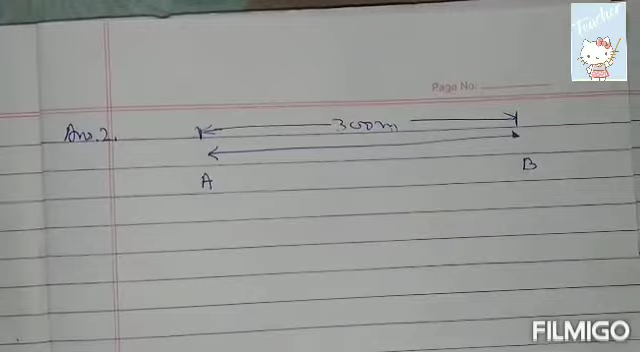 Teacher
Page No:
Ans.2.
300m
A
B
FILMIGO